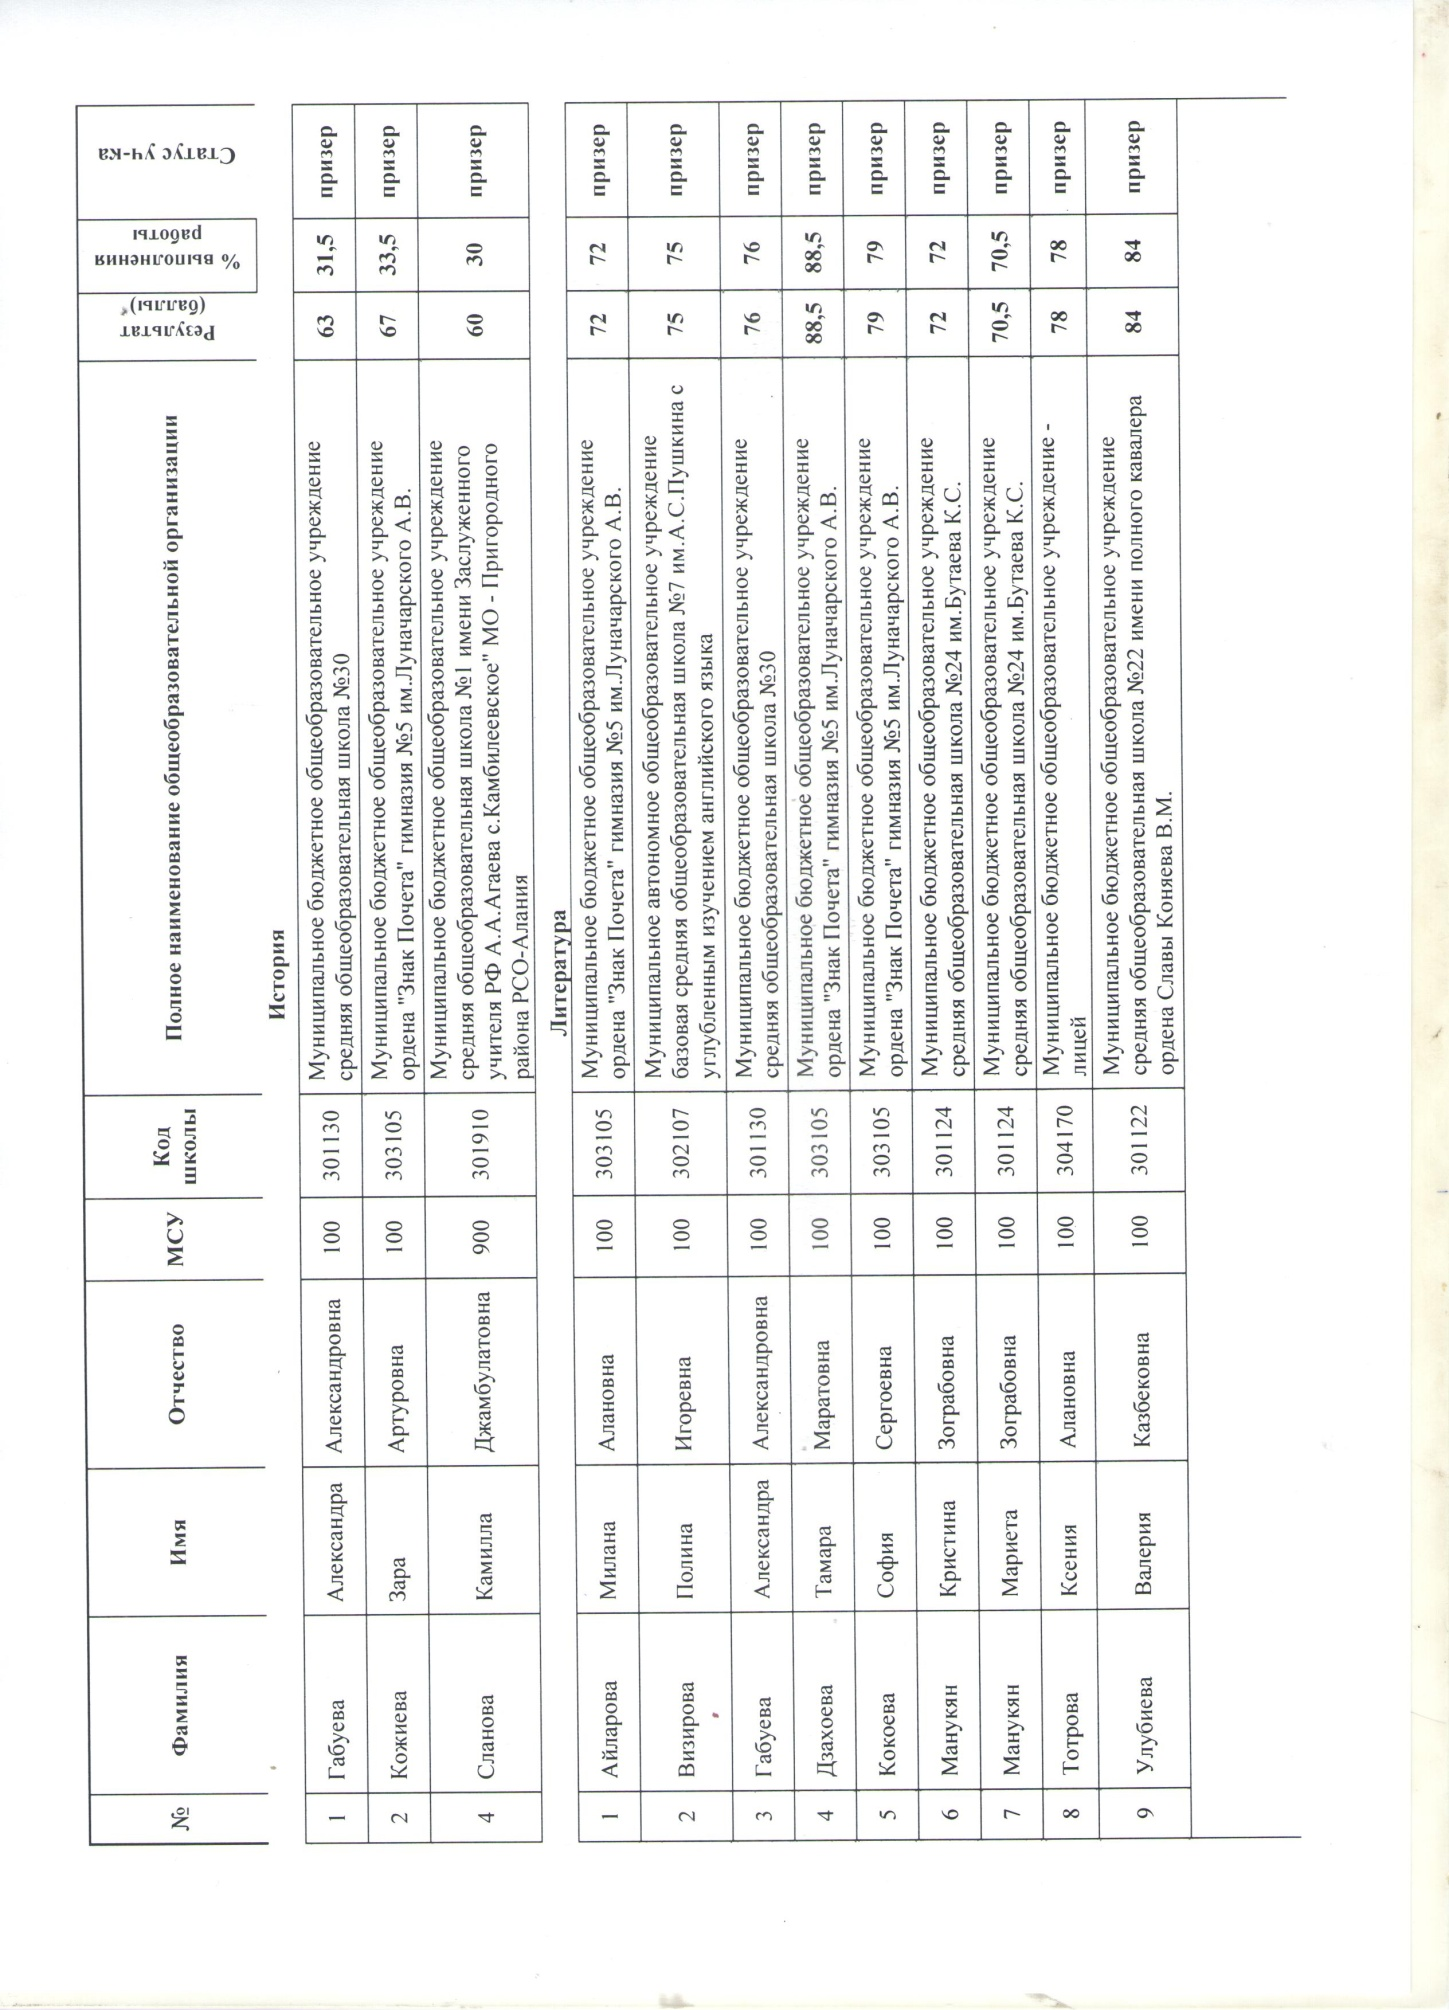 № Фамилия Имя Отчество МСУ Код школы Полное наименование общеобразовательной организации Результат (баллы) % выполнения работы Статус уч-ка
История
1 Габуева Александра Александровна 100 301130 Муниципальное бюджетное общеобразовательное учреждение
средняя общеобразовательная школа №30 63 31,5 призер
2 Кожиева Зара Артуровна 100 303105 Муниципальное бюджетное общеобразовательное учреждение
ордена "Знак Почета" гимназия №5 им.Луначарского А.В. 67 33,5 призер
4 Сланова Камилла Джамбулатовна 900 301910 Муниципальное бюджетное общеобразовательное учреждение
средняя общеобразовательная школа №1 имени Заслуженного
учителя РФ А.А.Агаева с.Камбилеевское" МО - Пригородного
района РСО-Алания 60 30 призер
Литература
1 Айларова Милана Алановна 100 303105 Муниципальное бюджетное общеобразовательное учреждение
ордена "Знак Почета" гимназия №5 им.Луначарского А.В. 72 72 призер
2 Визирова Полина Игоревна 100 302107 Муниципальное автономное общеобразовательное учреждение
базовая средняя общеобразовательная школа №7 им.А.С.Пушкина с
углубленным изучением английского языка 75 75 призер
3 Габуева Александра Александровна 100 301130 Муниципальное бюджетное общеобразовательное учреждение
средняя общеобразовательная школа №30 76 76 призер
4 Дзахоева Тамара Маратовна 100 303105 Муниципальное бюджетное общеобразовательное учреждение
ордена "Знак Почета" гимназия №5 им.Луначарского А.В. 88,5 88,5 призер
5 Кокоева София Сергоевна 100 303105 Муниципальное бюджетное общеобразовательное учреждение
ордена "Знак Почета" гимназия №5 им.Луначарского А.В. 79 79 призер
6 Манукян Кристина Зограбовна 100 301124 Муниципальное бюджетное общеобразовательное учреждение
средняя общеобразовательная школа №24 им.Бутаева К.С. 72 72 призер
7 Манукян Мариета Зограбовна 100 301124 Муниципальное бюджетное общеобразовательное учреждение
средняя общеобразовательная школа №24 им.Бутаева К.С. 70,5 70,5 призер
8 Тотрова Ксения Алановна 100 304170 Муниципальное бюджетное общеобразовательное учреждение -
лицей 78 78 призер
9 Улубиева Валерия Казбековна 100 301122 Муниципальное бюджетное общеобразовательное учреждение
средняя общеобразовательная школа №22 имени полного кавалера
ордена Славы Коняева В.М. 84 84 призер